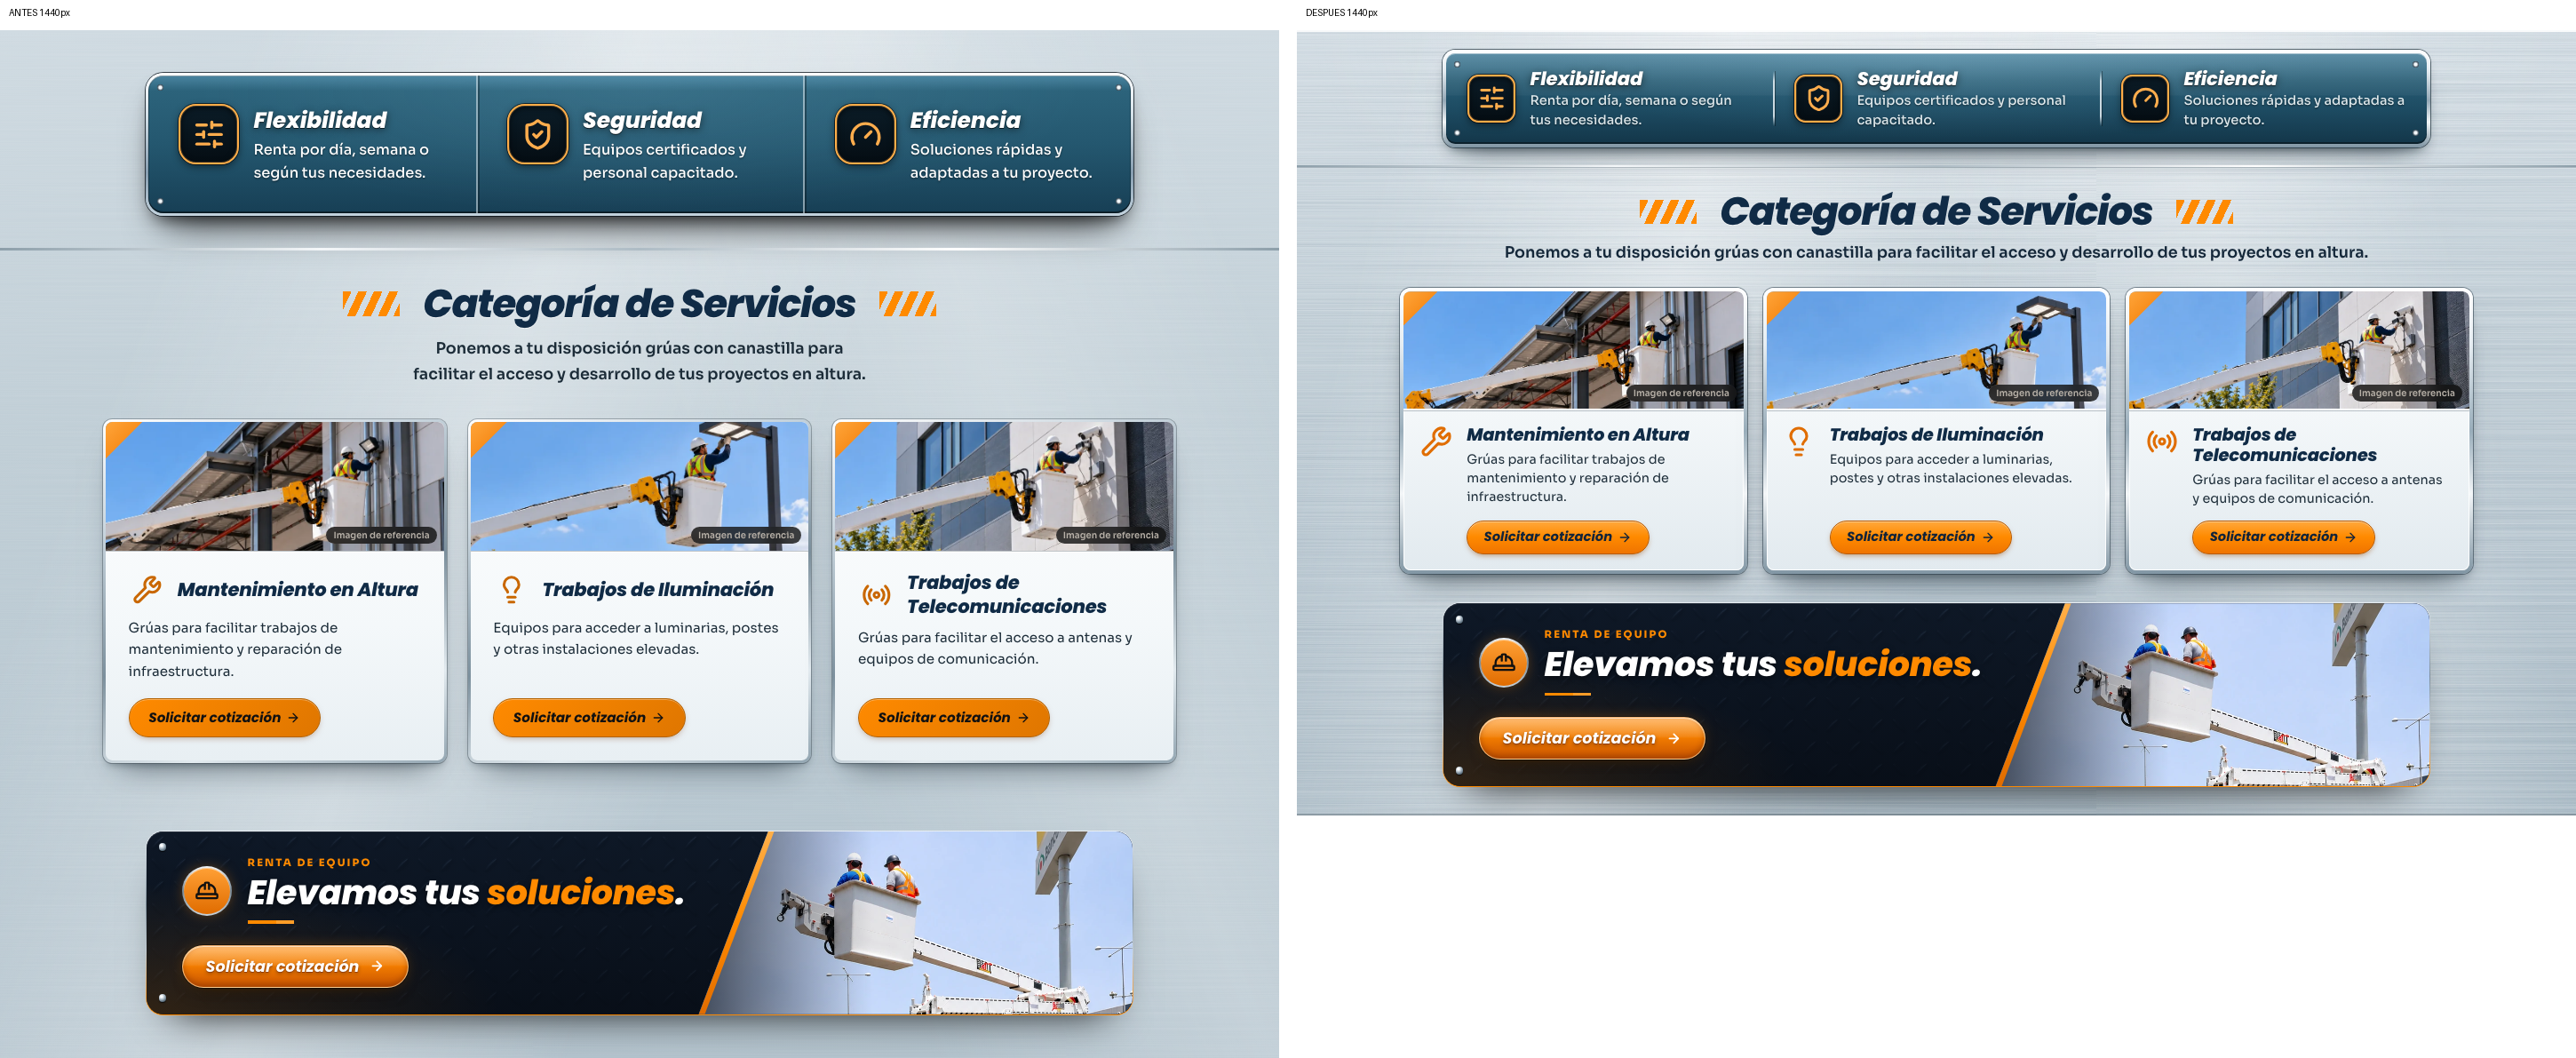 ANTES 1440px
Flexibilidad
Renta por día, semana o
según tus necesidades.
Seguridad
Equipos certificados y
personal capacitado.
Eficiencia
Soluciones rápidas y
adaptadas a tu proyecto.
Categoría de Servicios
Ponemos a tu disposición grúas con canastilla para
facilitar el acceso y desarrollo de tus proyectos en altura.
Imagen de referencia
Mantenimiento en Altura
Grúas para facilitar trabajos de
mantenimiento y reparación de
infraestructura.
Solicitar cotización
Imagen de referencia
Trabajos de Iluminación
Equipos para acceder a luminarias, postes
y otras instalaciones elevadas.
Solicitar cotización
Imagen de referencia
Trabajos de
Telecomunicaciones
Grúas para facilitar el acceso a antenas y
equipos de comunicación.
Solicitar cotización
RENTA DE EQUIPO
Elevamos tus soluciones.
Solicitar cotización
DESPUES 1440px
Flexibilidad
Renta por día, semana o según
tus necesidades.
Seguridad
Equipos certificados y personal
capacitado.
Eficiencia
Soluciones rápidas y adaptadas a
tu proyecto.
Categoría de Servicios
Ponemos a tu disposición grúas con canastilla para facilitar el acceso y desarrollo de tus proyectos en altura.
Imagen de referencia
Mantenimiento en Altura
Grúas para facilitar trabajos de
mantenimiento y reparación de
infraestructura.
Solicitar cotización
Imagen de referencia
Trabajos de Iluminación
Equipos para acceder a luminarias,
postes y otras instalaciones elevadas.
Solicitar cotización
Imagen de referencia
Trabajos de
Telecomunicaciones
Grúas para facilitar el acceso a antenas
y equipos de comunicación.
Solicitar cotización
RENTA DE EQUIPO
Elevamos tus soluciones.
Solicitar cotización